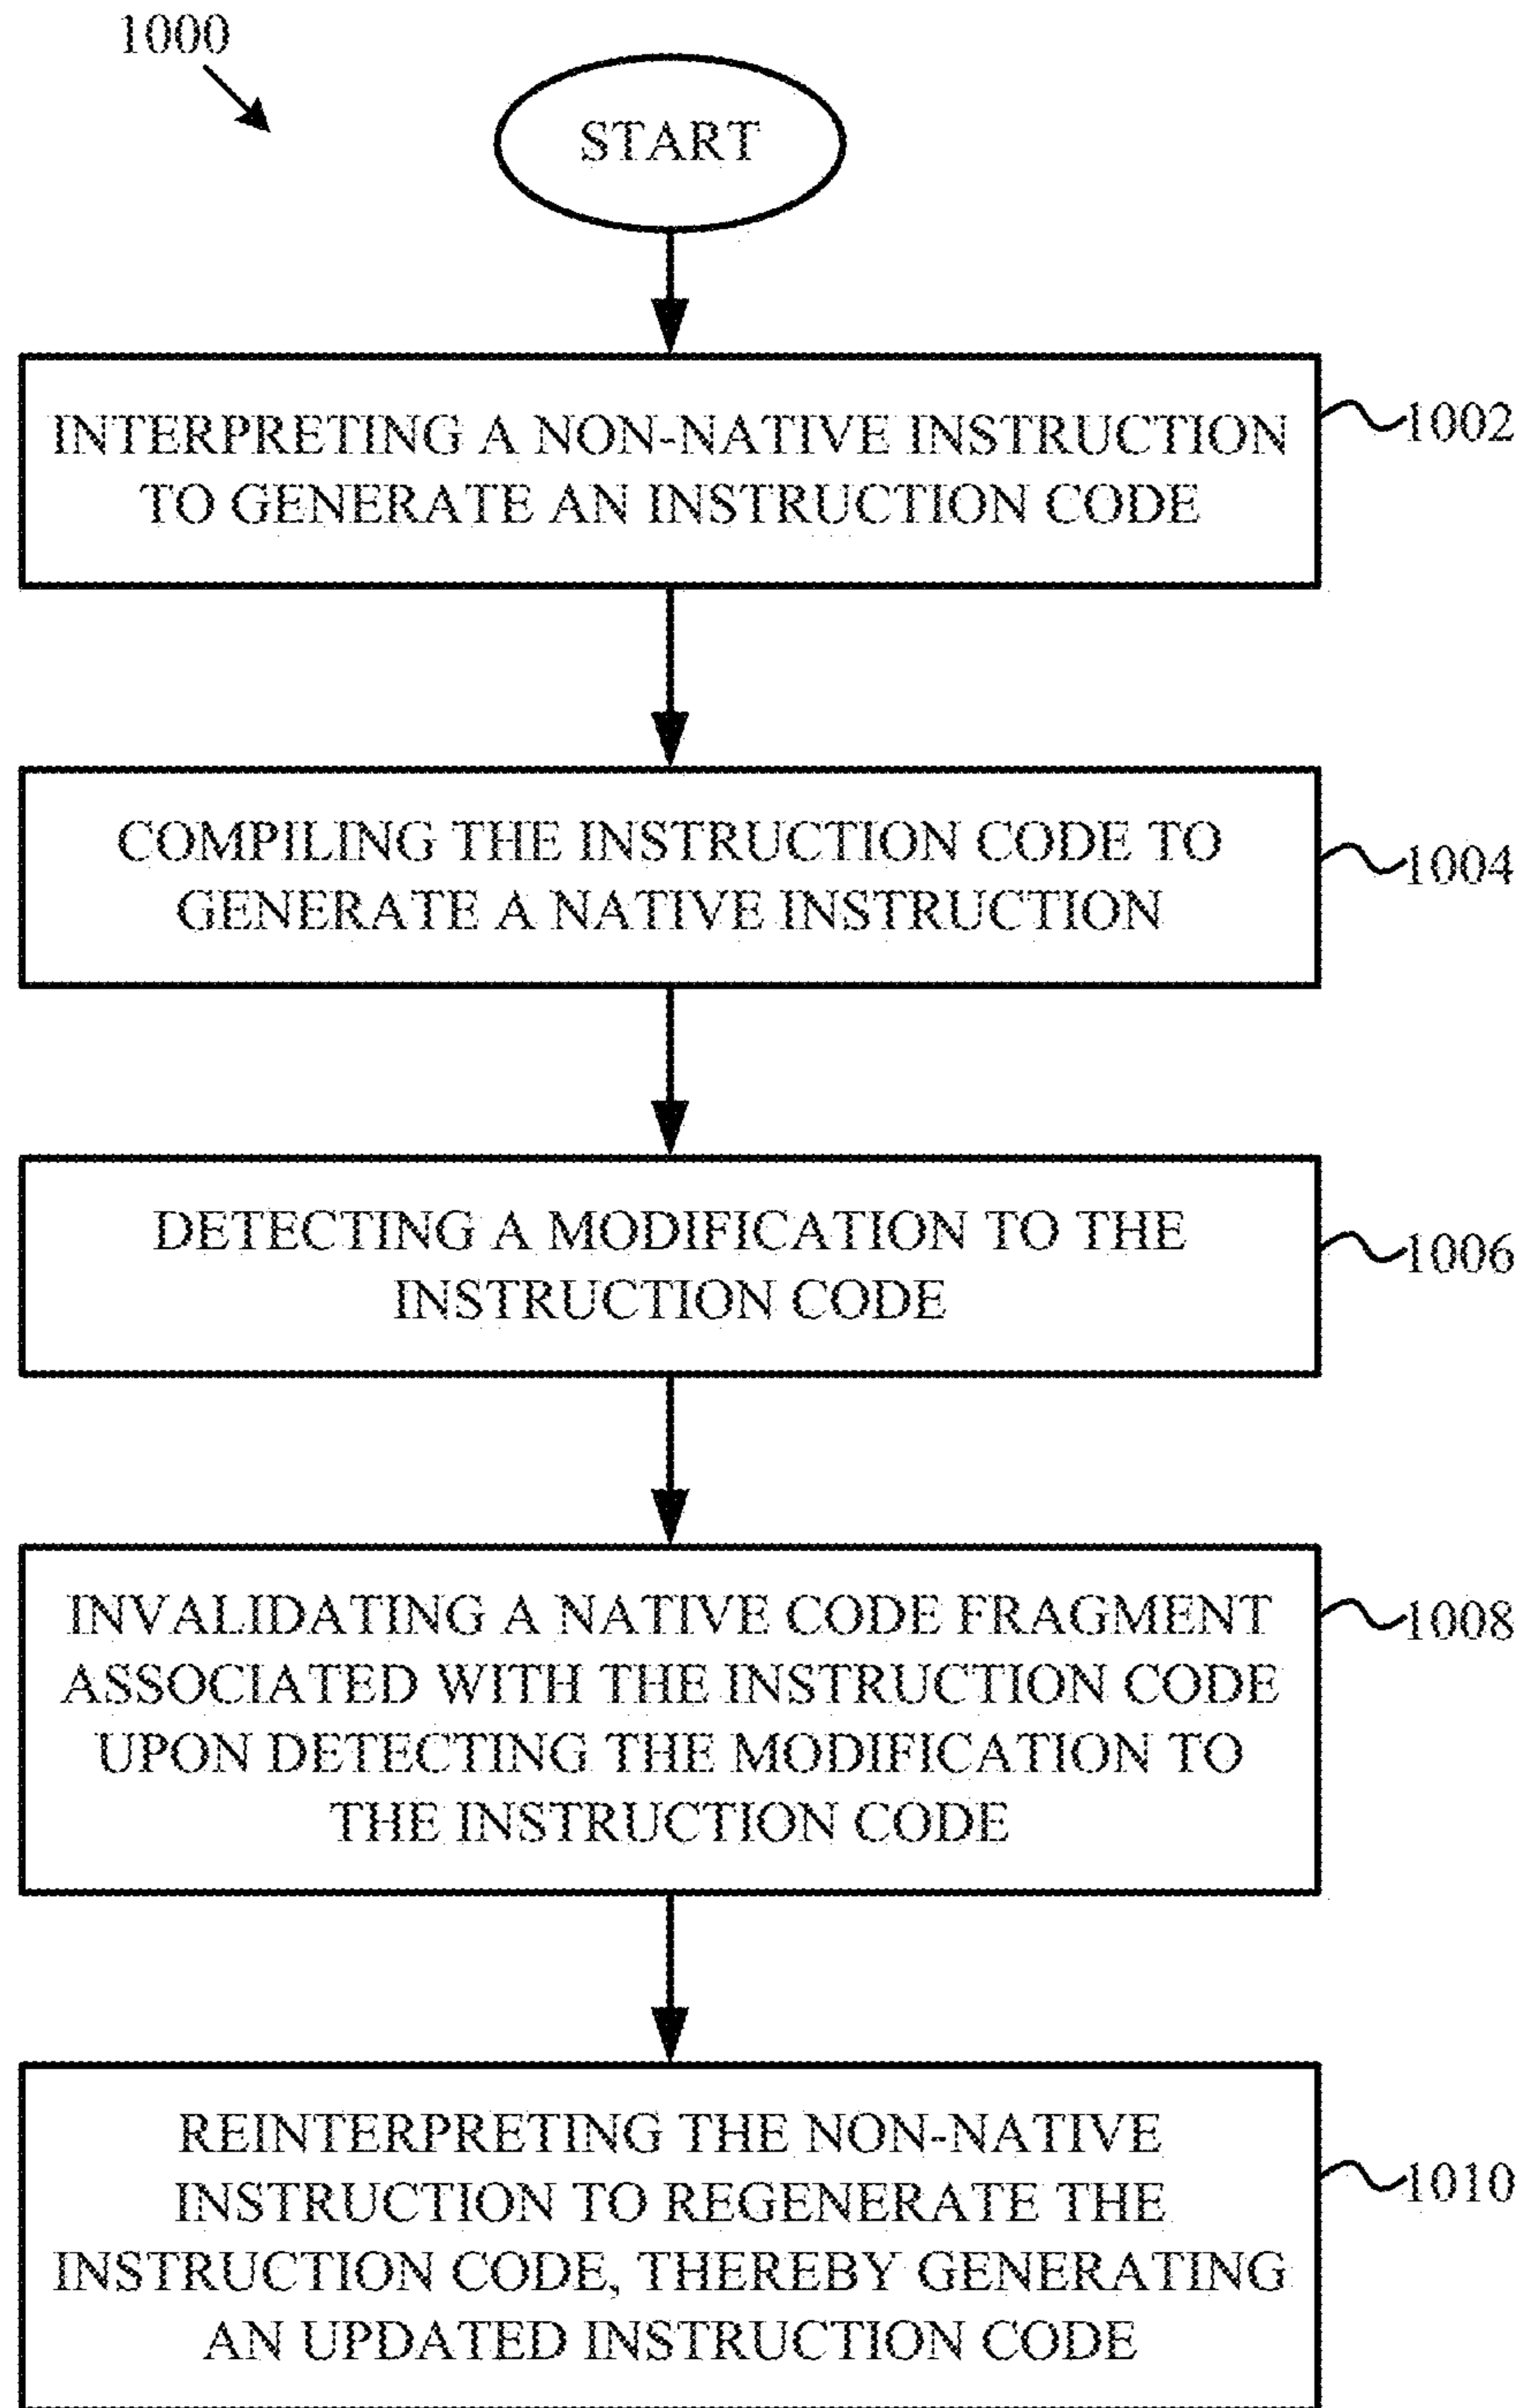 1000
START
INTERPRETING A NON-NATIVE INSTRUCTION
TO GENERATE AN INSTRUCTION CODE
1002
COMPILING THE INSTRUCTION CODE TO
GENERATE A NATIVE INSTRUCTION
1004
DETECTING A MODIFICATION TO THE
INSTRUCTION CODE
1006
INVALIDATING A NATIVE CODE FRAGMENT
ASSOCIATED WITH THE INSTRUCTION CODE
UPON DETECTING THE MODIFICATION TO
THE INSTRUCTION CODE
1008
REINTERPRETING THE NON-NATIVE
INSTRUCTION TO REGENERATE THE
INSTRUCTION CODE, THEREBY GENERATING
AN UPDATED INSTRUCTION CODE
1010